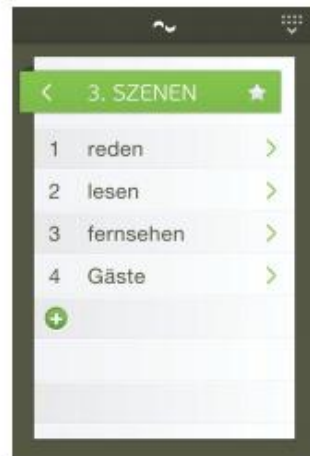 3. SZENEN
1 reden
2 lesen
3 fernsehen
4 Gäste